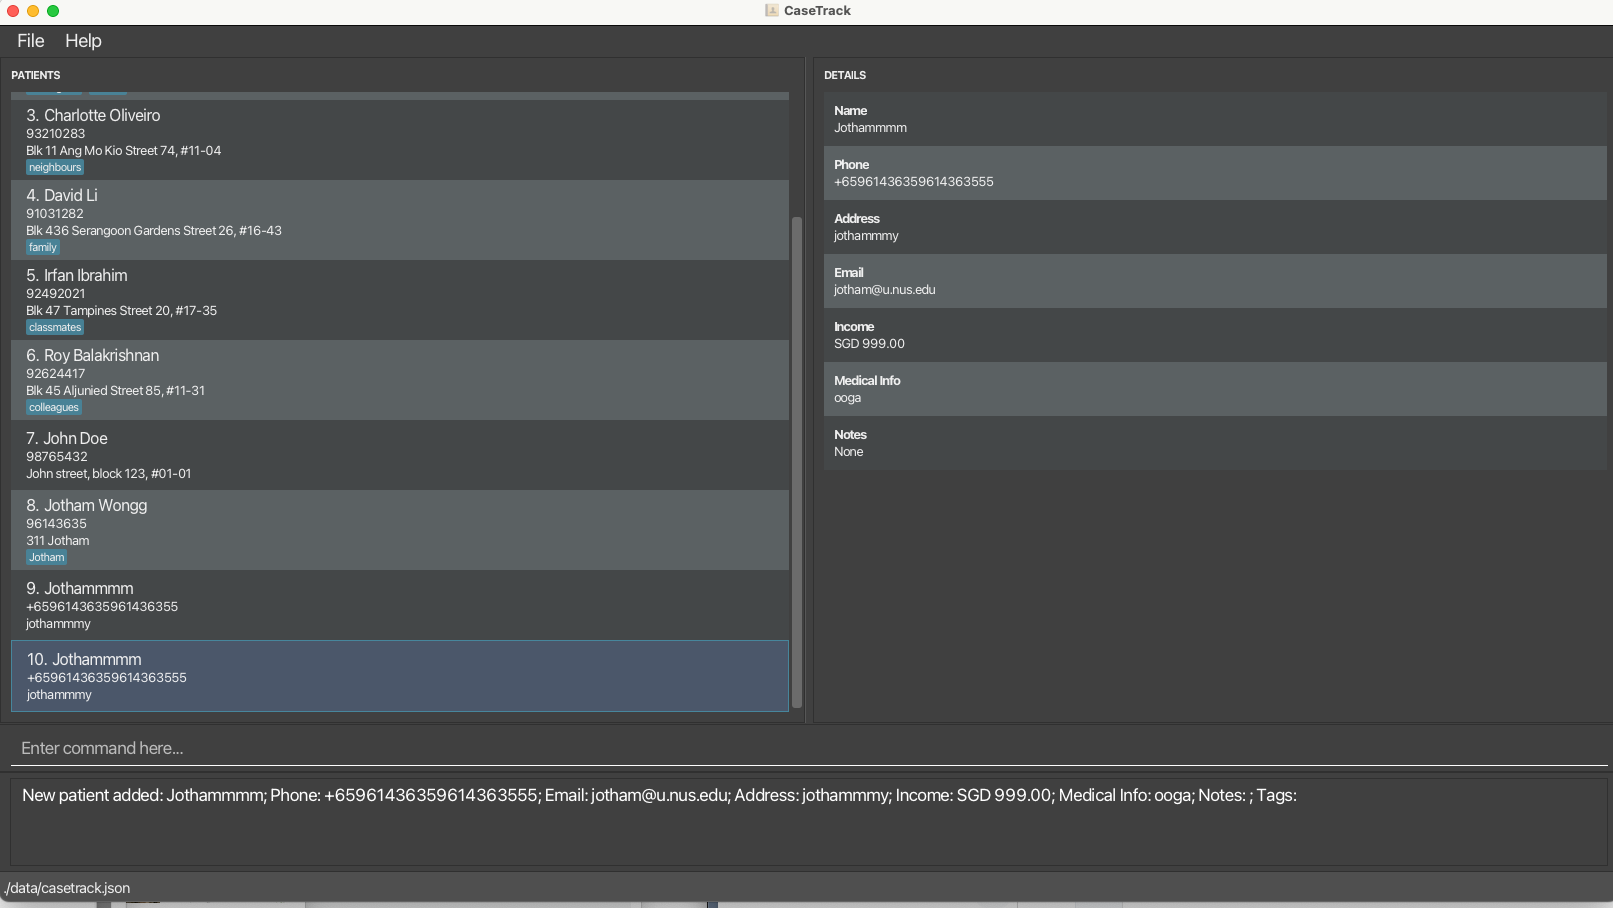 CaseTrack
File Help
PATIENTS
3. Charlotte Oliveiro
93210283
Blk 11 Ang Mo Kio Street 74, #11-04
neighbours
4. David Li
91031282
Blk 436 Serangoon Gardens Street 26, #16-43
family
5. Irfan Ibrahim
92492021
Blk 47 Tampines Street 20, #17-35
classmates
6. Roy Balakrishnan
92624417
Blk 45 Aljunied Street 85, #11-31
colleagues
7. John Doe
98765432
John street, block 123, #01-01
8. Jotham Wongg
96143635
311 Jotham
Jotham
9. Jothammmm
+6596143635961436355
jothammmy
10. Jothammmm
+65961436359614363555
jothammmy
DETAILS
Name
Jothammmm
Phone
+65961436359614363555
Address
jothammmy
Email
jotham@u.nus.edu
Income
SGD 999.00
Medical Info
ooga
Notes
None
Enter command here...
New patient added: Jothammmm; Phone: +65961436359614363555; Email: jotham@u.nus.edu; Address: jothammmy; Income: SGD 999.00; Medical Info: ooga; Notes: ; Tags:
./data/casetrack.json